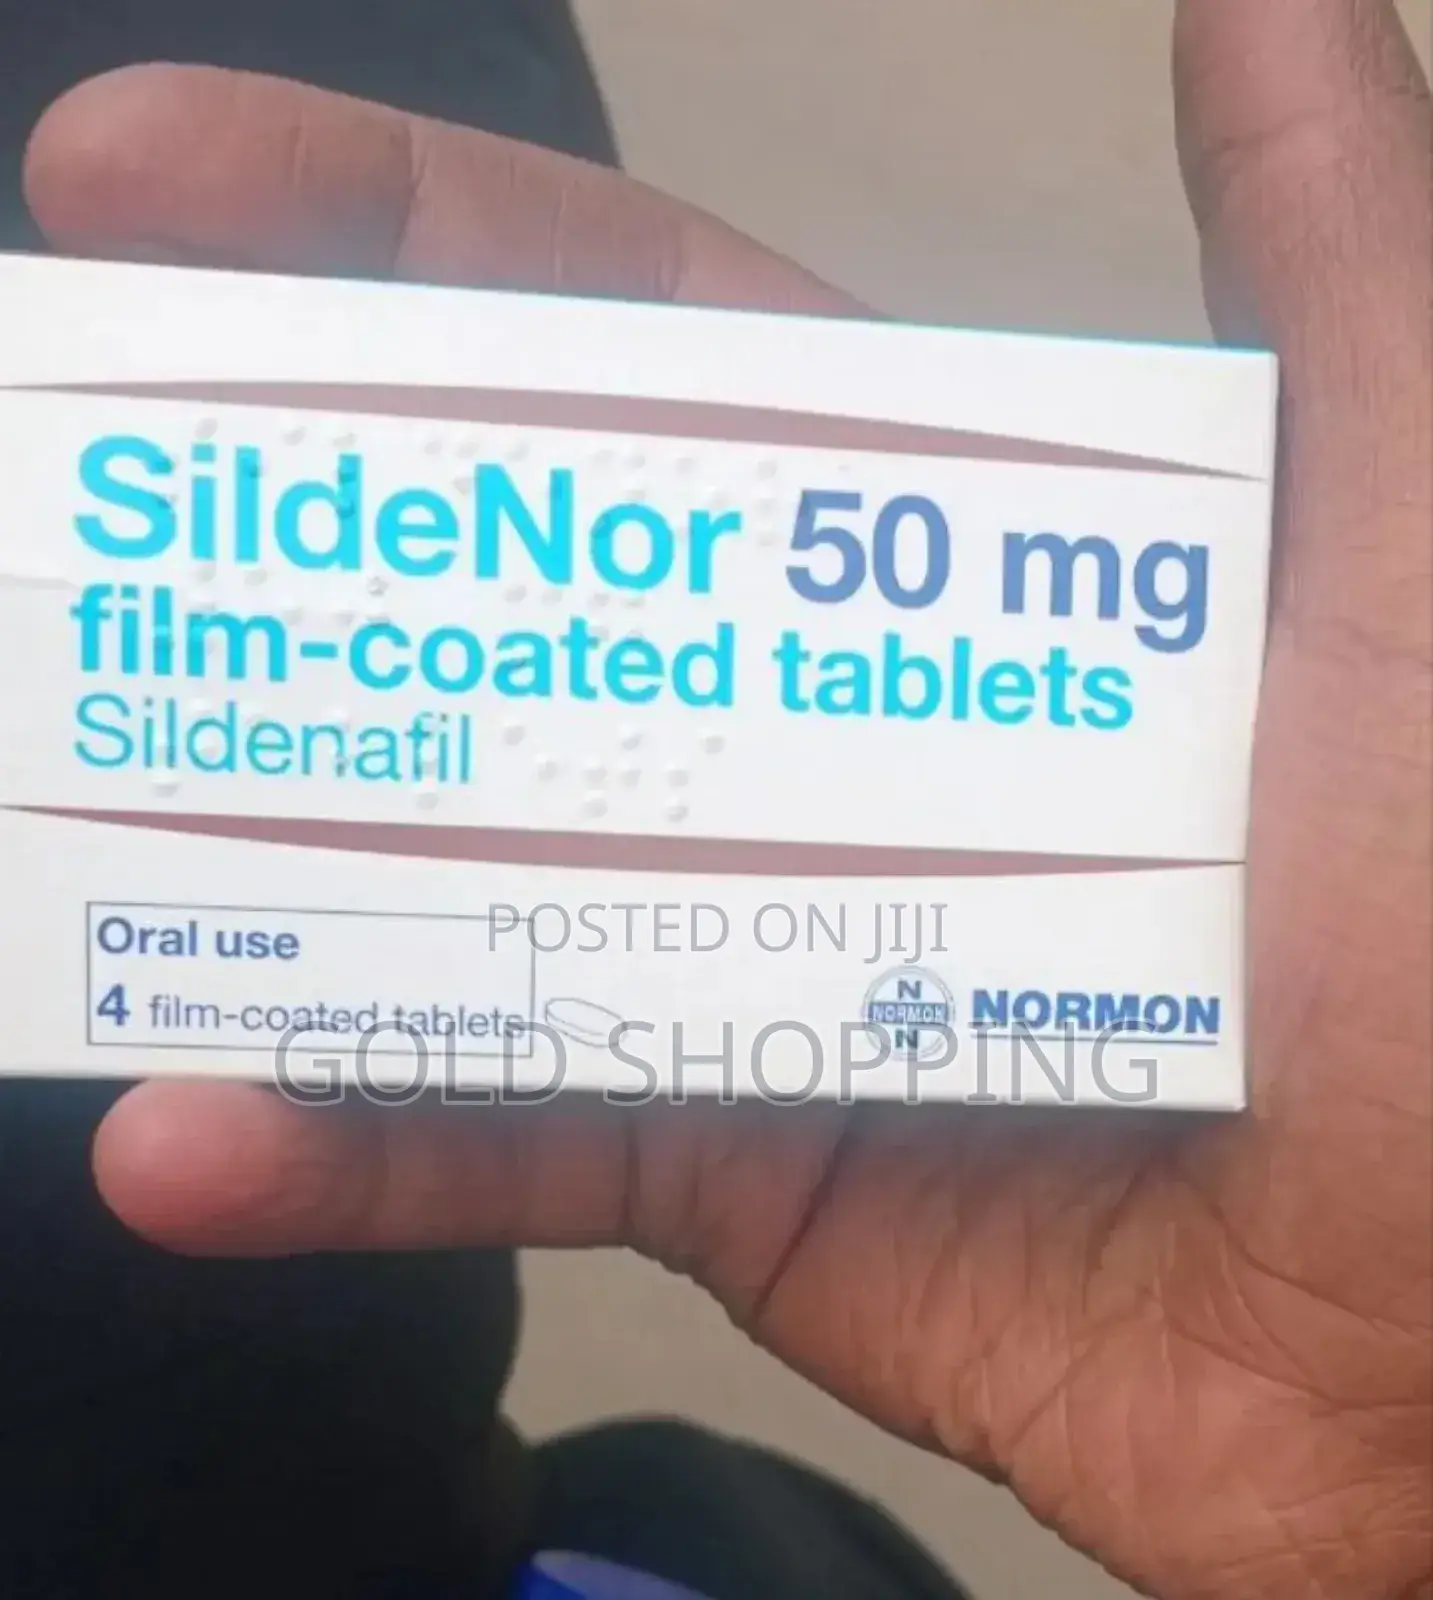 SildeNor 50 mg
film-coated tablets
Sildenafil
Oral use
4 film-coated tablets
POSTED ON JIJI
N
NORMON
N
NORMON
GOLD SHOPPING